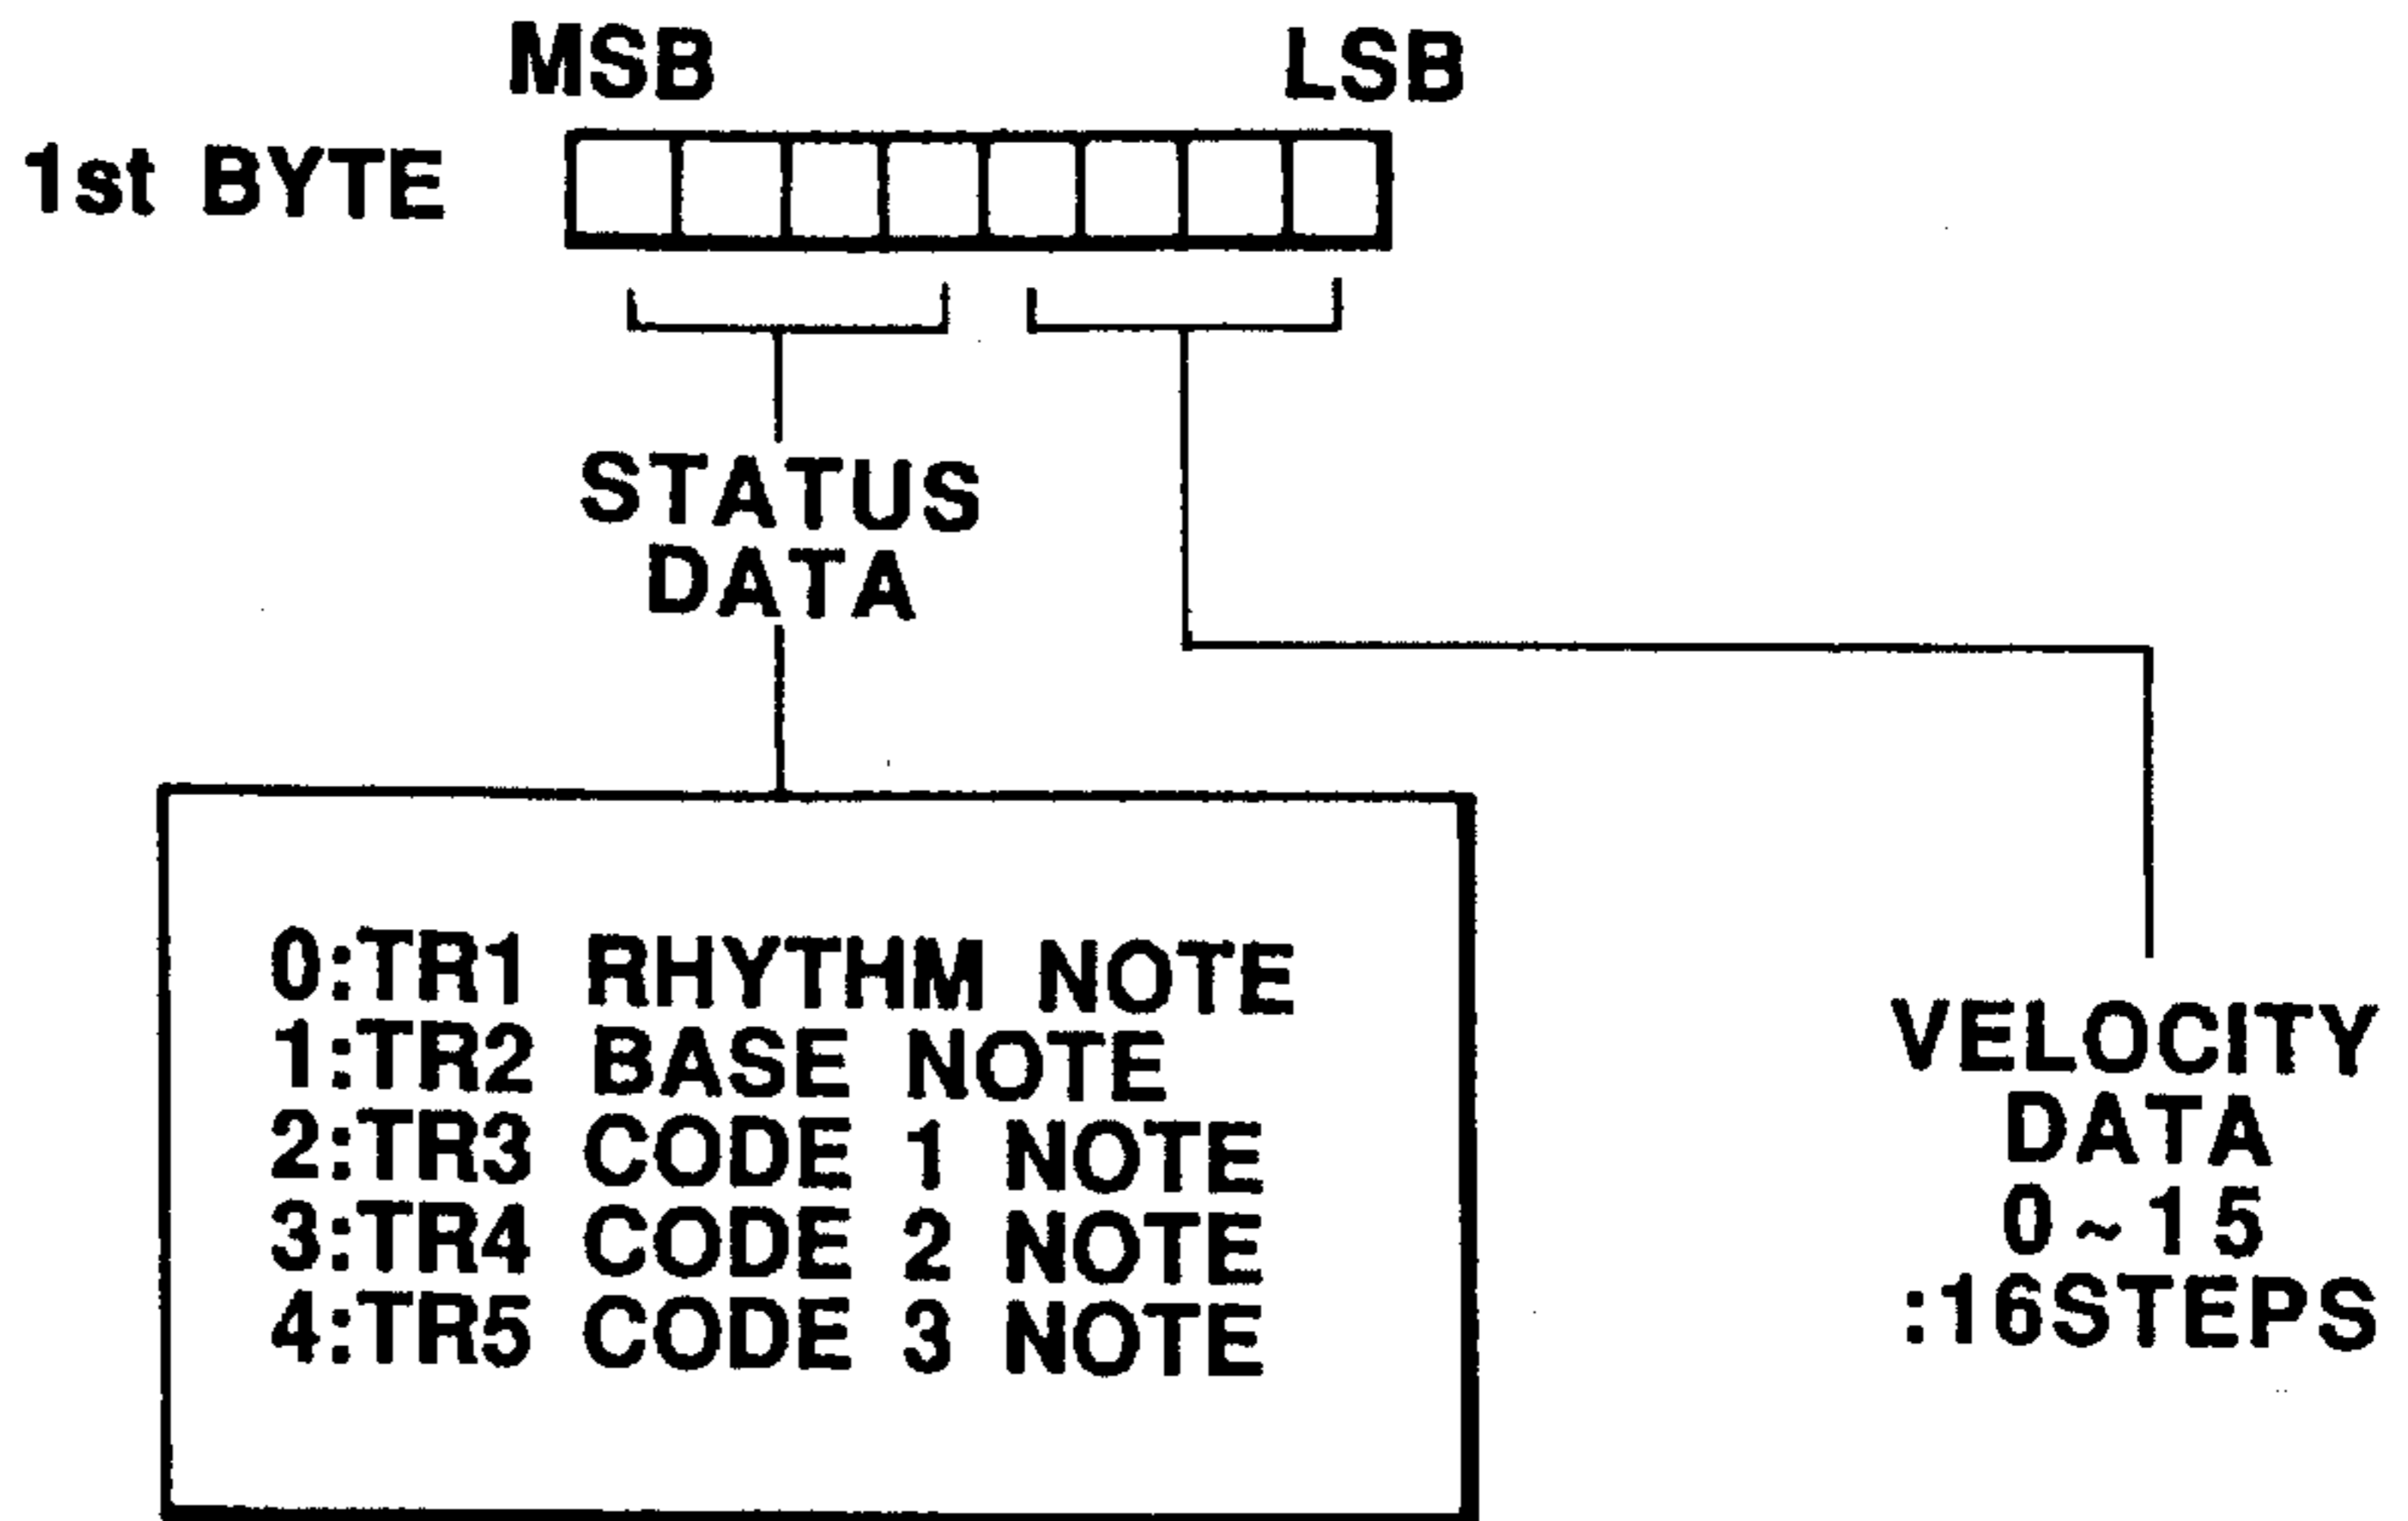 MSB LSB
1st BYTE
STATUS
DATA
0:TR1 RHYTHM NOTE
1:TR2 BASE NOTE
2:TR3 CODE 1 NOTE
3:TR4 CODE 2 NOTE
4:TR5 CODE 3 NOTE
VELOCITY
DATA
0~15
:16STEPS